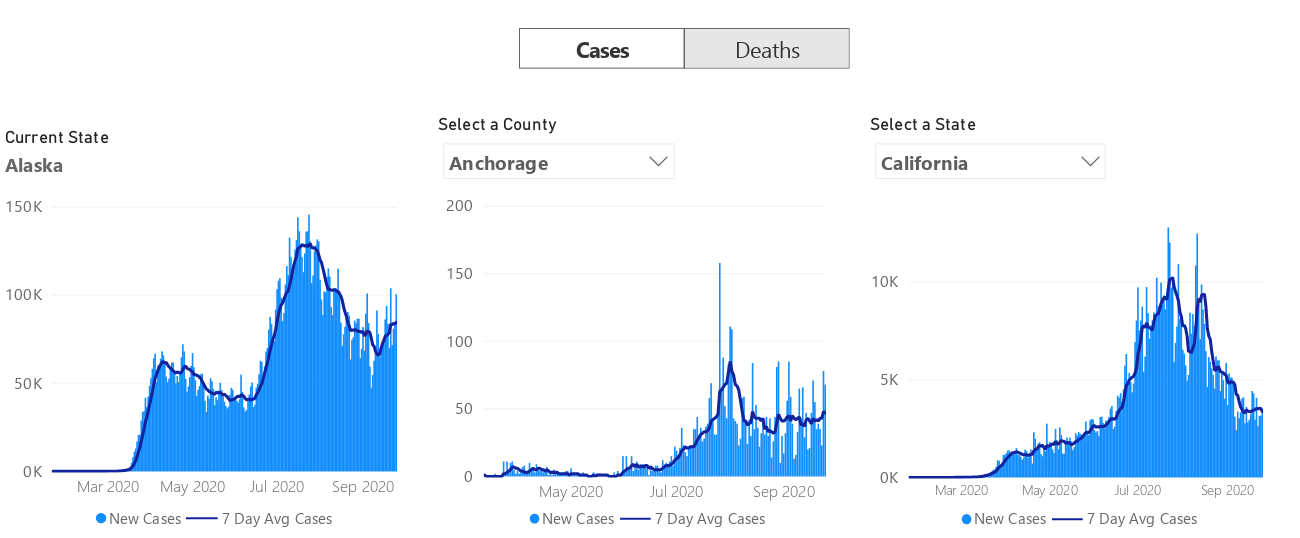 Cases
Deaths
Current State
Alaska
150K
100K
50K
0K
Mar 2020
May 2020
Jul 2020
Sep 2020
New Cases
7 Day Avg Cases
Select a County
Anchorage
200
150
100
50
0
May 2020
Jul 2020
Sep 2020
New Cases
7 Day Avg Cases
Select a State
California
10K
5K
0K
Mar 2020
May 2020
Jul 2020
Sep 2020
New Cases
7 Day Avg Cases